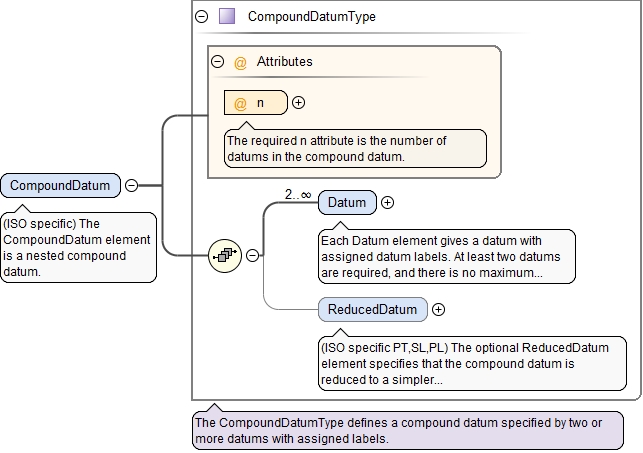 CompoundDatumType
@ Attributes
@ n
The required n attribute is the number of
datums in the compound datum.
CompoundDatum
(ISO specific) The
CompoundDatum element
is a nested compound
datum.
2..∞
Datum
Each Datum element gives a datum with
assigned datum labels. At least two datums
are required, and there is no maximum...
ReducedDatum
(ISO specific PT,SL,PL) The optional ReducedDatum
element specifies that the compound datum is
reduced to a simpler...
The CompoundDatumType defines a compound datum specified by two or
more datums with assigned labels.